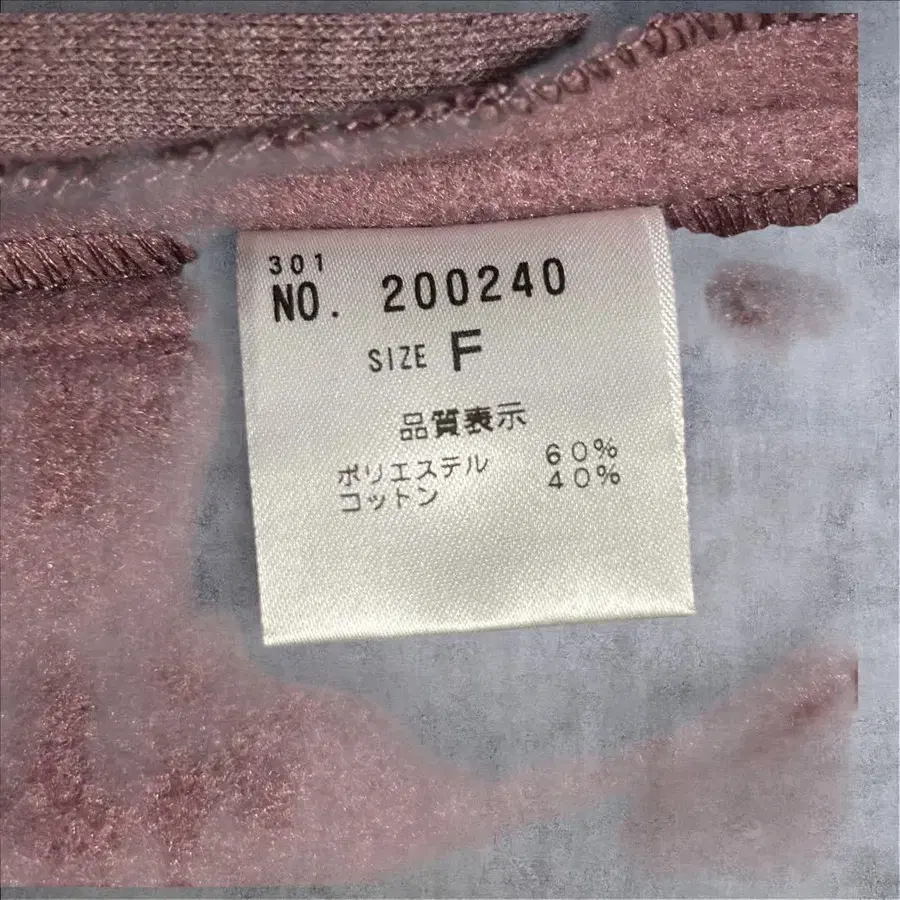 301
NO. 200240
SIZE F
品質表示
ポリエステル 60%
コットン 40%